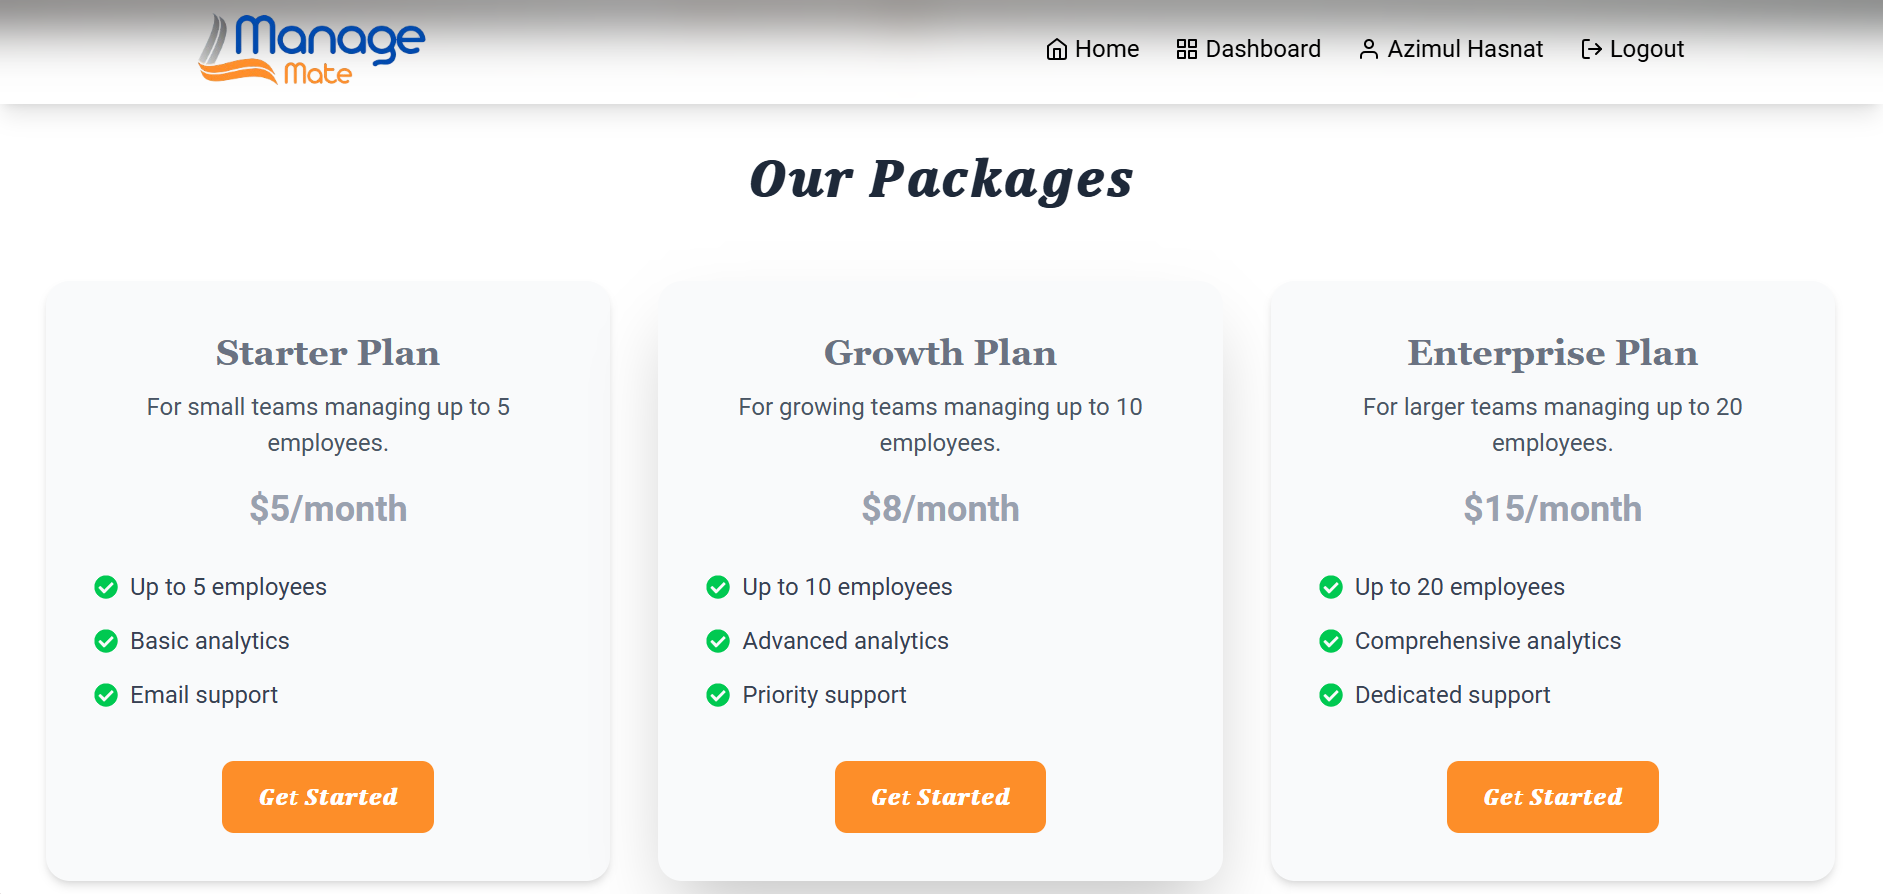 Manage
Mate
Home
Dashboard
Azimul Hasnat
Logout
Our Packages
Starter Plan
For small teams managing up to 5
employees.
$5/month
Up to 5 employees
Basic analytics
Email support
Get Started
Growth Plan
For growing teams managing up to 10
employees.
$8/month
Up to 10 employees
Advanced analytics
Priority support
Get Started
Enterprise Plan
For larger teams managing up to 20
employees.
$15/month
Up to 20 employees
Comprehensive analytics
Dedicated support
Get Started